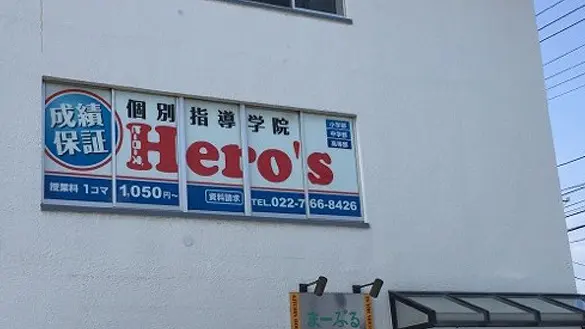 成績
保証
個別指導学院
ヒーローズ
Hero's
小学部
中学部
高等部
授業料 1コマ 1,050円~
資料請求 TEL.022-766-8426
まーぶる